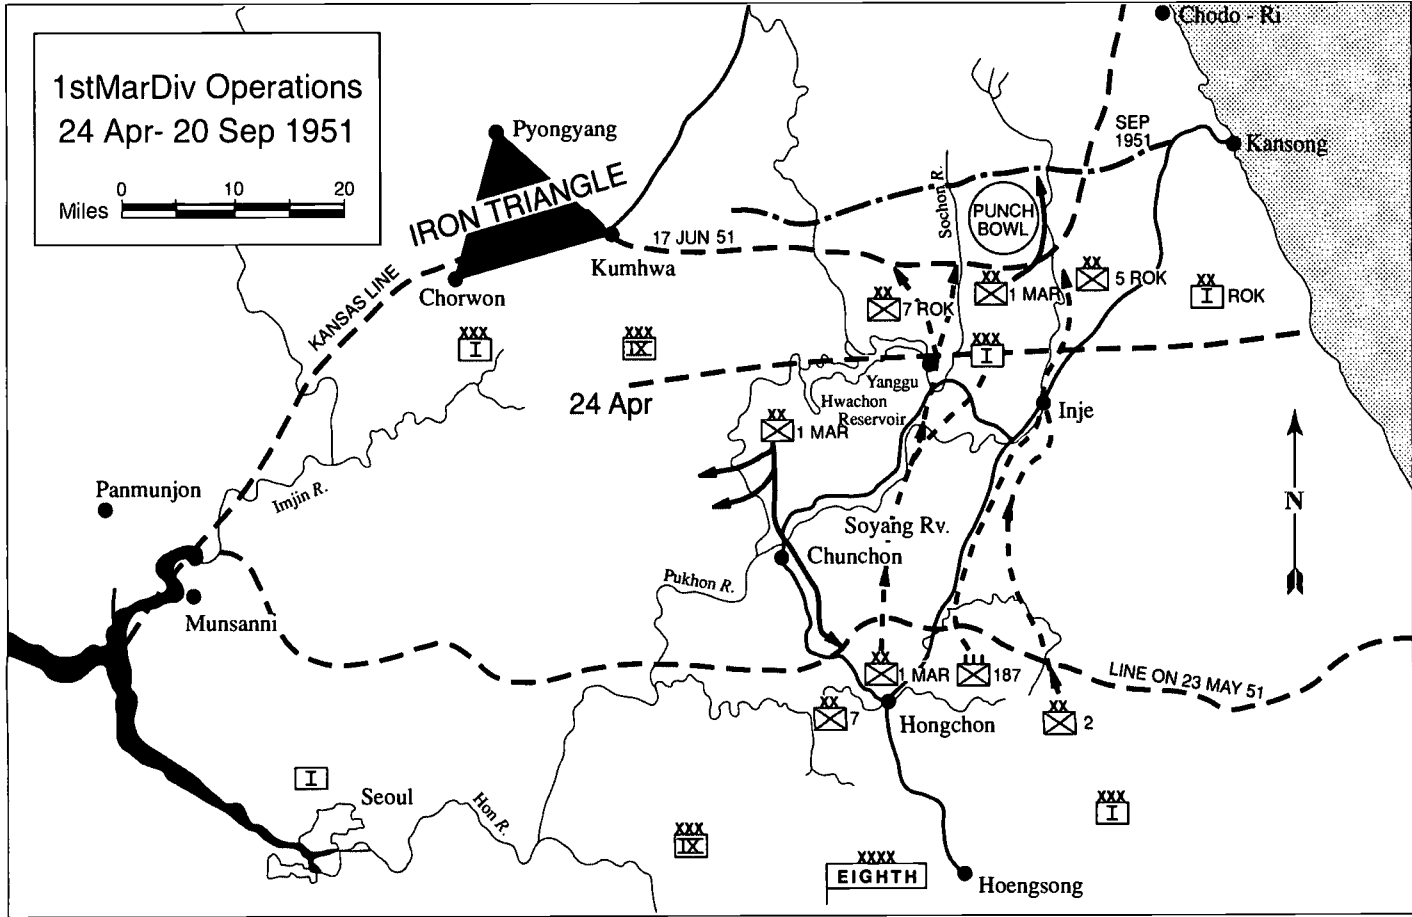 1stMarDiv Operations
24 Apr- 20 Sep 1951
0 10 20
Miles
Chodo - Ri
SEP
1951
Kansong
Pyongyang
IRON TRIANGLE
Sochon R.
PUNCH
BOWL
17 JUN 51
Kumhwa
KANSAS LINE
Chorwon
XX
7 ROK
XX
1 MAR
XX
5 ROK
XX
I ROK
XXX
I
XXX
IX
XXX
I
24 Apr
Yanggu
Hwachon
Reservoir
Inje
XX
1 MAR
N
Panmunjon
Imjin R.
Soyang Rv.
Chunchon
Pukhon R.
Munsanni
XX
1 MAR
187
LINE ON 23 MAY 51
XX
7
Hongchon
XX
2
I
Seoul
Hon R.
XXX
I
XXX
IX
XXXX
EIGHTH
Hoengsong